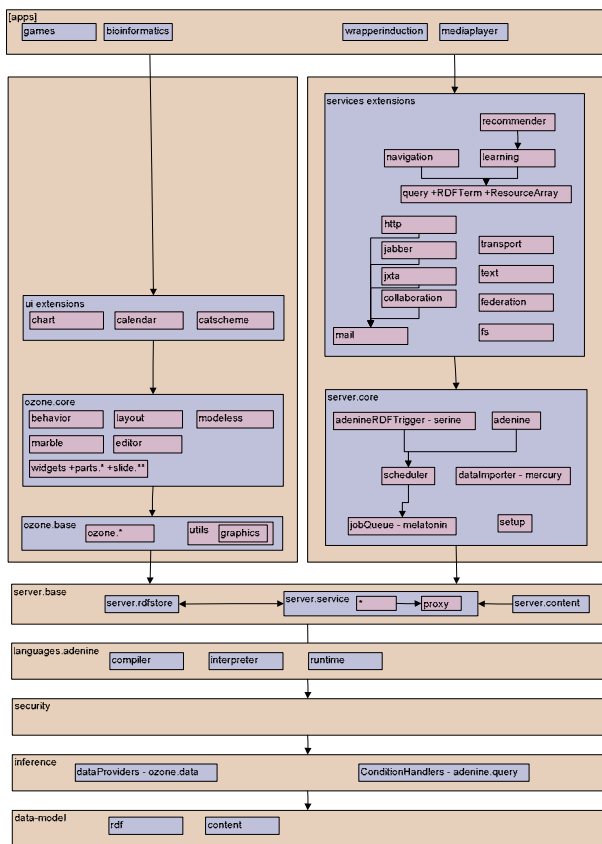 [apps]
games
bioinformatics
wrapperinduction
mediaplayer
services extensions
recommender
navigation
learning
query +RDFTerm +ResourceArray
http
jabber
transport
jxta
text
collaboration
federation
mail
fs
ui extensions
chart
calendar
catscheme
ozone.core
behavior
layout
modeless
marble
editor
widgets +parts.* +slide.**
server.core
adenineRDFTrigger - serine
adenine
scheduler
dataImporter - mercury
jobQueue - melatonin
setup
ozone.base
ozone.*
utils
graphics
server.base
server.rdfstore
server.service
*
proxy
server.content
languages.adenine
compiler
interpreter
runtime
security
inference
dataProviders - ozone.data
ConditionHandlers - adenine.query
data-model
rdf
content